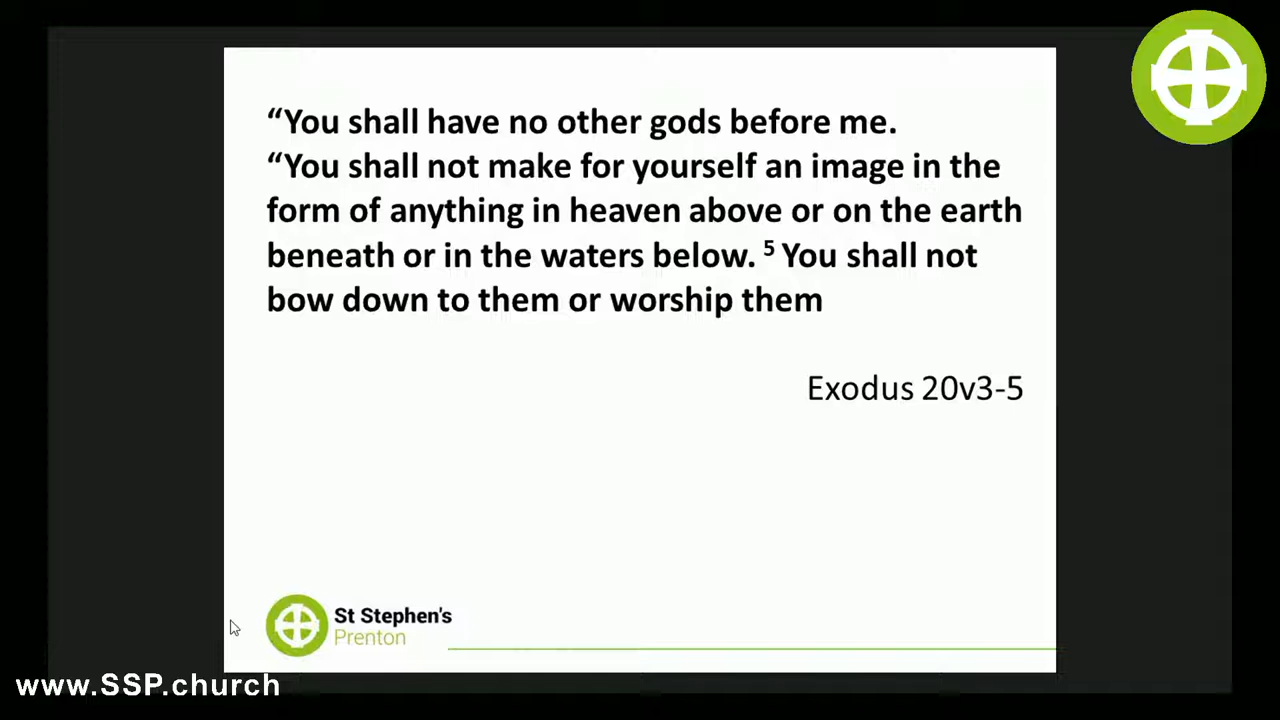 “You shall have no other gods before me.
“You shall not make for yourself an image in the
form of anything in heaven above or on the earth
beneath or in the waters below. ⁵ You shall not
bow down to them or worship them
Exodus 20v3-5
St Stephen's
Prenton
www.SSP.church